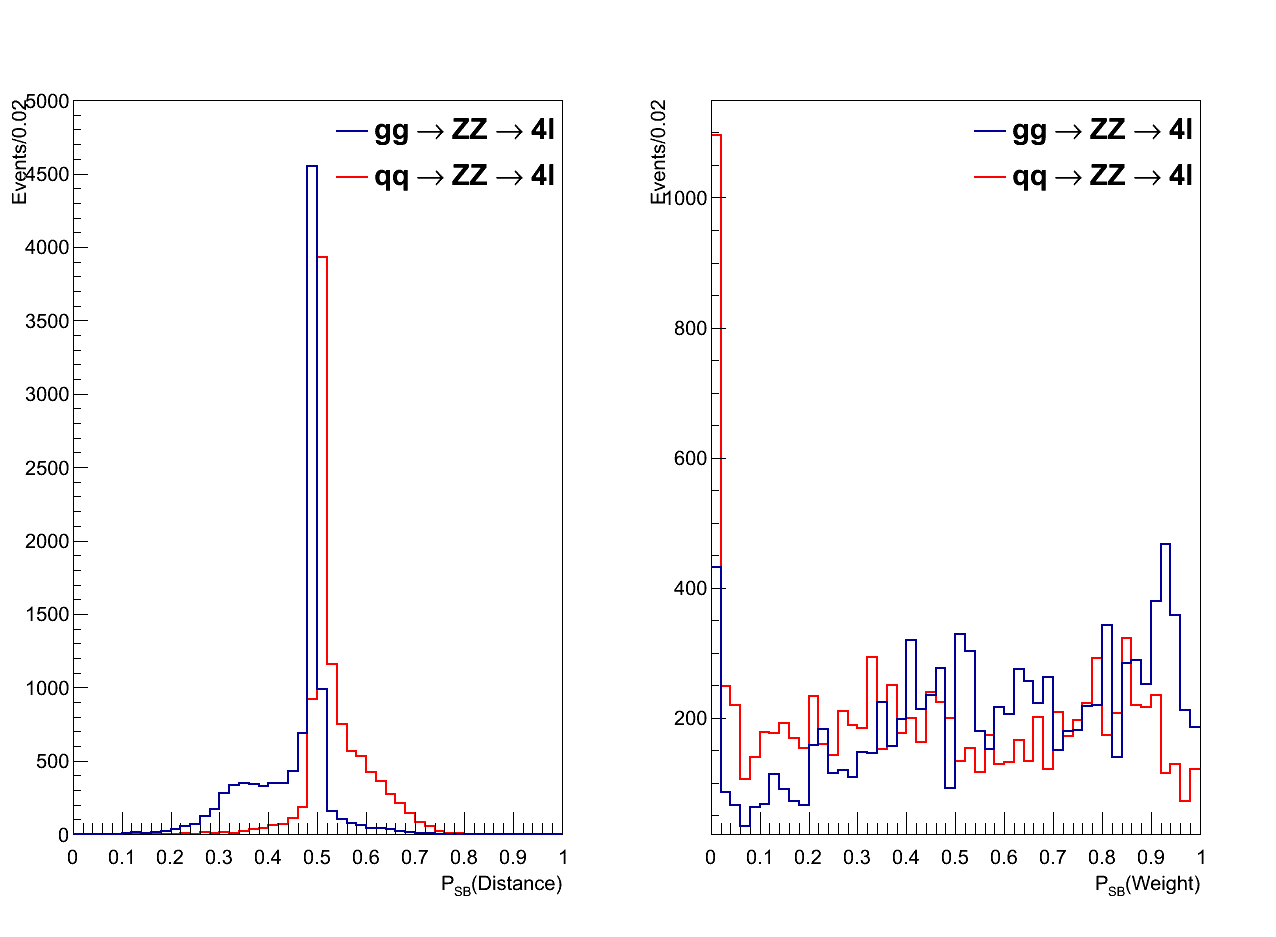 Events/0.02
5000
4500
4000
3500
3000
2500
2000
1500
1000
500
0
gg → ZZ → 4l
qq → ZZ → 4l
0 0.1 0.2 0.3 0.4 0.5 0.6 0.7 0.8 0.9 1
P_SB(Distance)
Events/0.02
1000
800
600
400
200
gg → ZZ → 4l
qq → ZZ → 4l
0 0.1 0.2 0.3 0.4 0.5 0.6 0.7 0.8 0.9 1
P_SB(Weight)